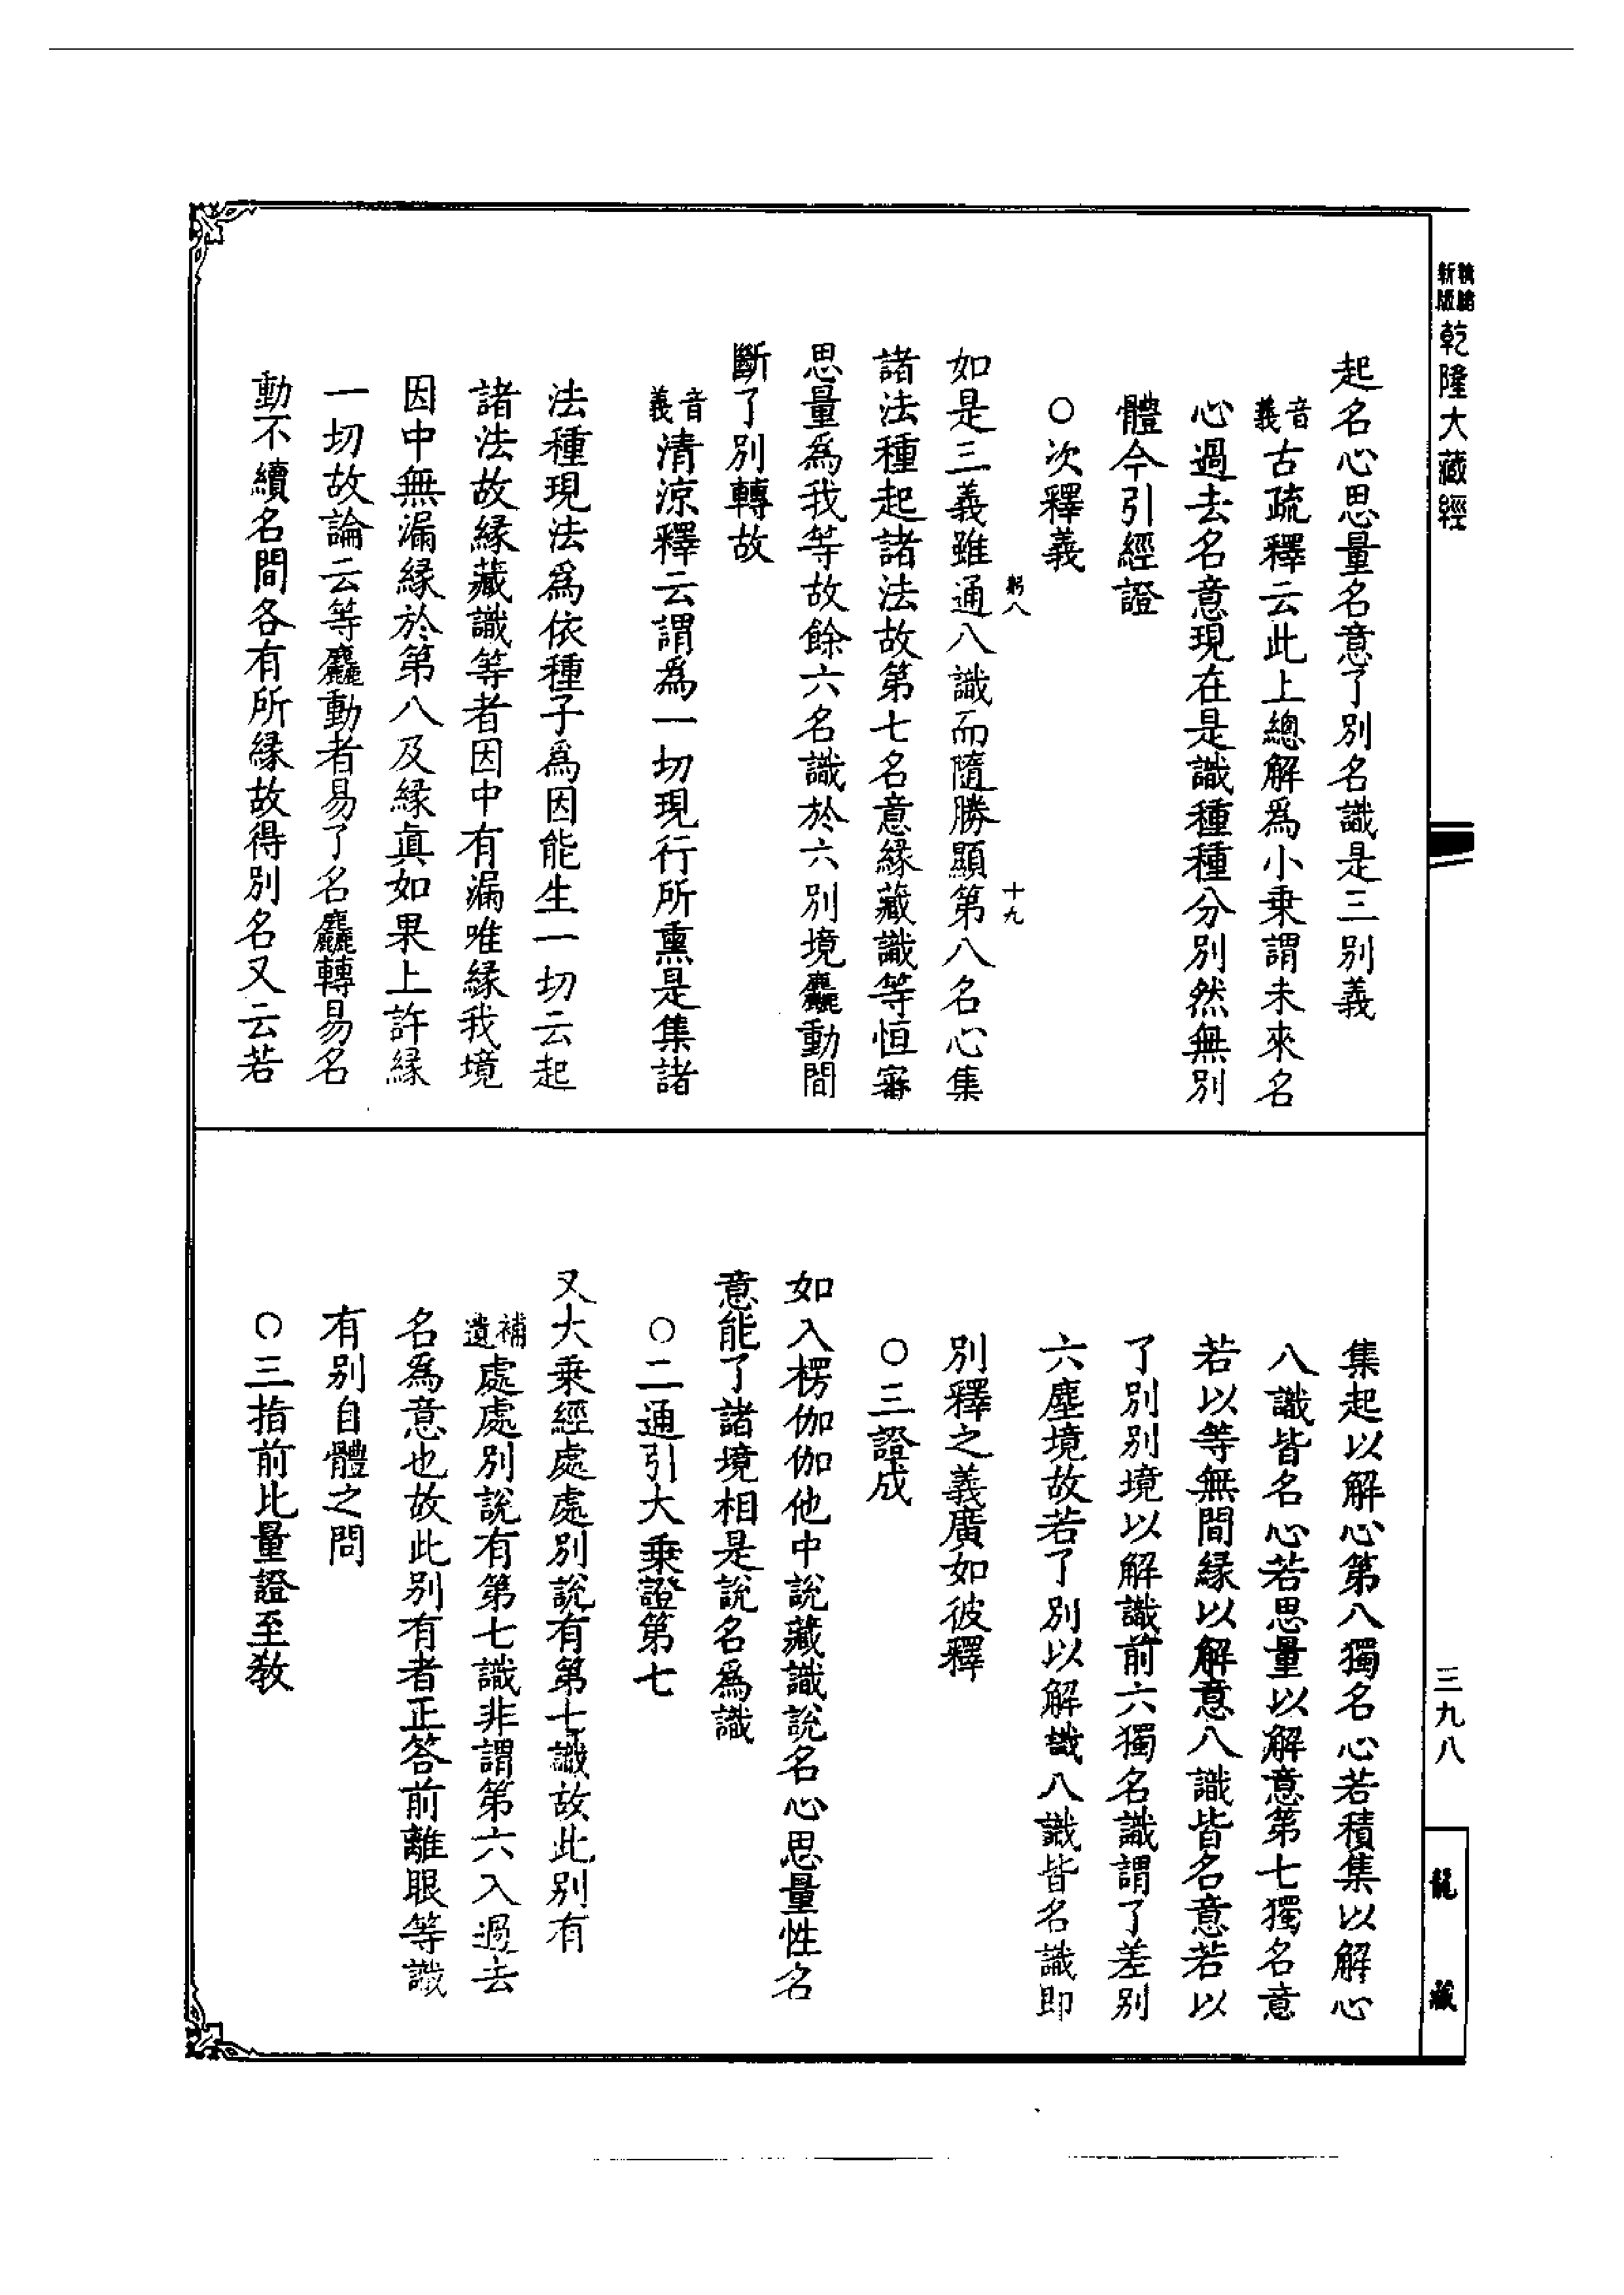 乾隆大藏經
起名心思量名意了別名識是三別義
音義古疏釋云此上總解爲小乗謂未來名
心過去名意現在是識種種分別然無別
體今引經證
○次釋義
躬八
十九
如是三義雖通八識而隨勝顯第八名心集
諸法種起諸法故第七名意緣藏識等恒審
思量爲我等故餘六名識於六別境麤動間
斷了別轉故
音義清涼釋云謂爲一切現行所熏是集諸
法種現法爲依種子爲因能生一切云起
諸法故緣藏識等者因中有漏唯緣我境
因中無漏緣於第八及緣眞如果上許緣
一切故論云等麤動者易了名麤轉易名
動不續名間各有所緣故得別名又云若
集起以解心第八獨名心若積集以解心
八識皆名心若思量以解意第七獨名意
若以等無間緣以解意八識皆名意若以
了別別境以解識前六獨名識謂了差別
六塵境故若了別以解識八識皆名識即
別釋之義廣如彼釋
○三證成
如入楞伽伽他中說藏識說名心思量性名
意能了諸境相是說名爲識
○二通引大乗證第七
又大乗經處處別說有第七識故此別有
補遺處處別說有第七識非謂第六入過去
名爲意也故此別有者正答前離眼等識
有別自體之問
○三指前比量證至教
三九八
龍藏